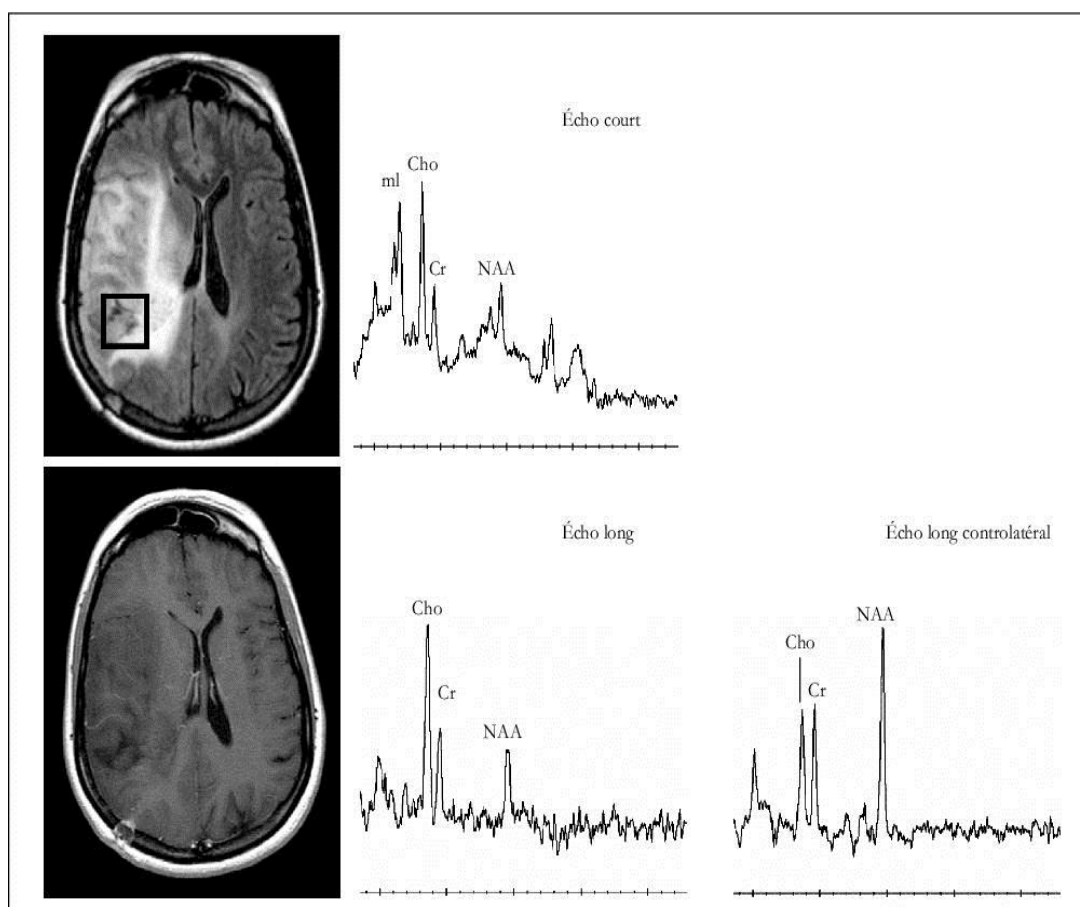 Écho court
Cho
ml
Cr
NAA
Écho long
Écho long controlatéral
Cho
Cr
NAA
Cho
Cr
NAA